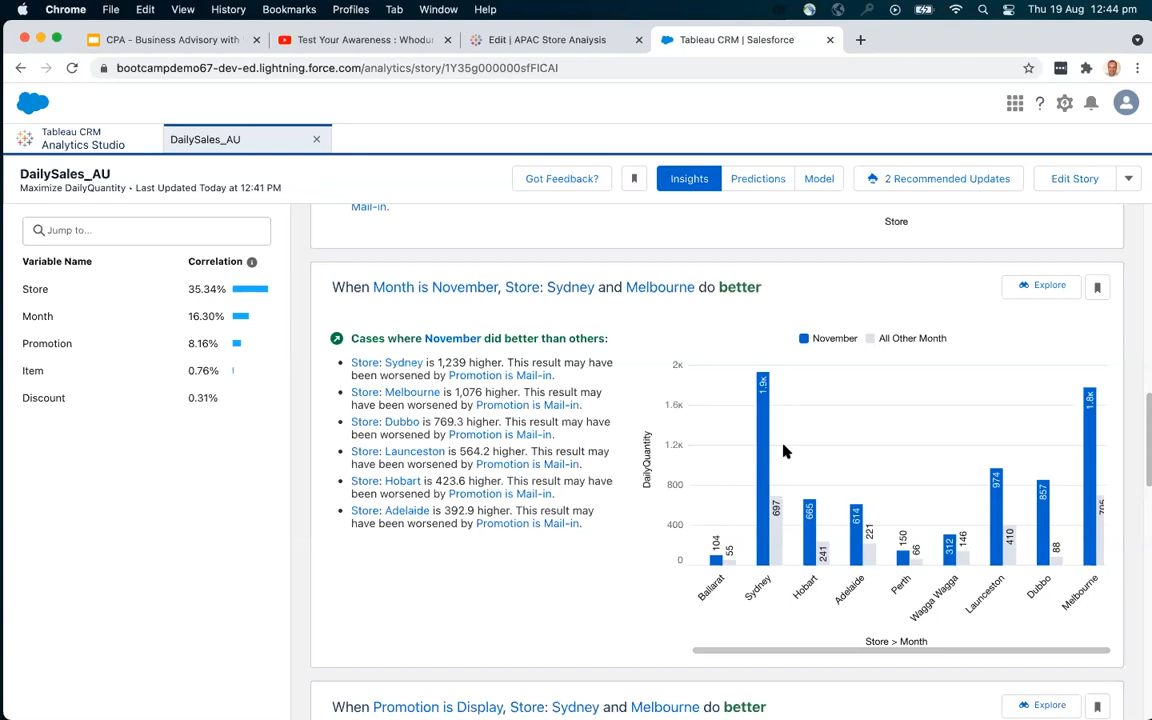 Chrome File Edit View History Bookmarks Profiles Tab Window Help Thu 19 Aug 12:44 pm
CPA - Business Advisory with
Test Your Awareness : Whodu
Edit | APAC Store Analysis
Tableau CRM | Salesforce
bootcampdemo67-dev-ed.lightning.force.com/analytics/story/1Y35g000000sfFICAI
Tableau CRM
Analytics Studio
DailySales_AU
DailySales_AU
Maximize DailyQuantity • Last Updated Today at 12:41 PM
Got Feedback?
Insights
Predictions
Model
2 Recommended Updates
Edit Story
Jump to...
Variable Name Correlation
Store 35.34%
Month 16.30%
Promotion 8.16%
Item 0.76%
Discount 0.31%
Mail-in.
Store
When Month is November, Store: Sydney and Melbourne do better
Explore
Cases where November did better than others:
• Store: Sydney is 1,239 higher. This result may have
been worsened by Promotion is Mail-in.
• Store: Melbourne is 1,076 higher. This result may
have been worsened by Promotion is Mail-in.
• Store: Dubbo is 769.3 higher. This result may have
been worsened by Promotion is Mail-in.
• Store: Launceston is 564.2 higher. This result may
have been worsened by Promotion is Mail-in.
• Store: Hobart is 423.6 higher. This result may have
been worsened by Promotion is Mail-in.
• Store: Adelaide is 392.9 higher. This result may
have been worsened by Promotion is Mail-in.
November All Other Month
DailyQuantity
2K
1.6K
1.2K
800
400
0
104 55
1.9K 697
665 241
614 221
150 66
312 146
974 410
857 88
1.8K
Ballarat
Sydney
Hobart
Adelaide
Perth
Wagga Wagga
Launceston
Dubbo
Melbourne
Store > Month
When Promotion is Display, Store: Sydney and Melbourne do better
Explore